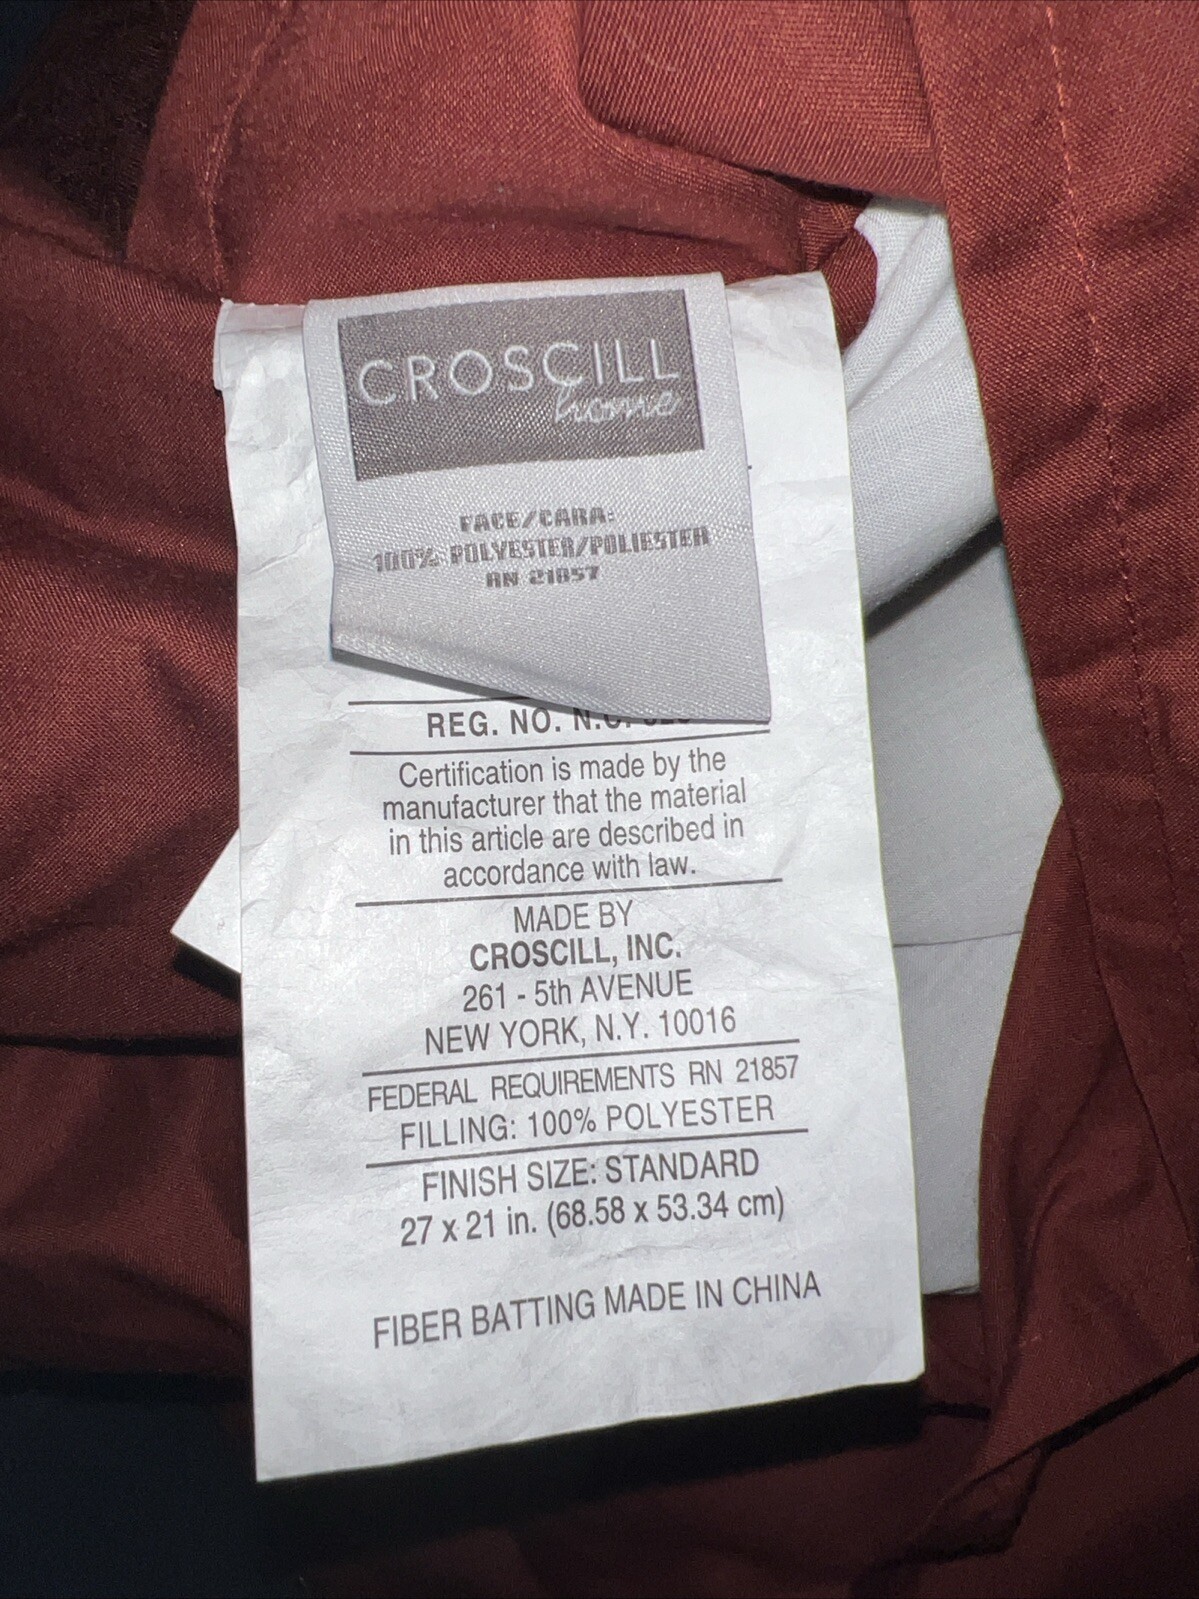 CROSCILL
home
FACE/CARA:
100% POLYESTER/POLIESTER
RN 21857
REG. NO. N.C.
Certification is made by the
manufacturer that the material
in this article are described in
accordance with law.
MADE BY
CROSCILL, INC.
261 - 5th AVENUE
NEW YORK, N.Y. 10016
FEDERAL REQUIREMENTS RN 21857
FILLING: 100% POLYESTER
FINISH SIZE: STANDARD
27 x 21 in. (68.58 x 53.34 cm)
FIBER BATTING MADE IN CHINA